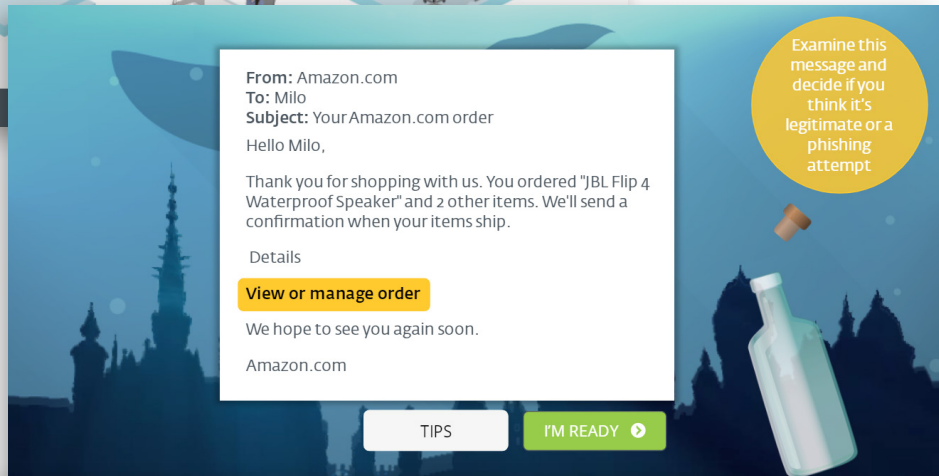 From: Amazon.com
To: Milo
Subject: Your Amazon.com order
Hello Milo,
Thank you for shopping with us. You ordered "JBL Flip 4
Waterproof Speaker" and 2 other items. We'll send a
confirmation when your items ship.
Details
View or manage order
We hope to see you again soon.
Amazon.com
Examine this
message and
decide if you
think it's
legitimate or a
phishing
attempt
TIPS
I'M READY